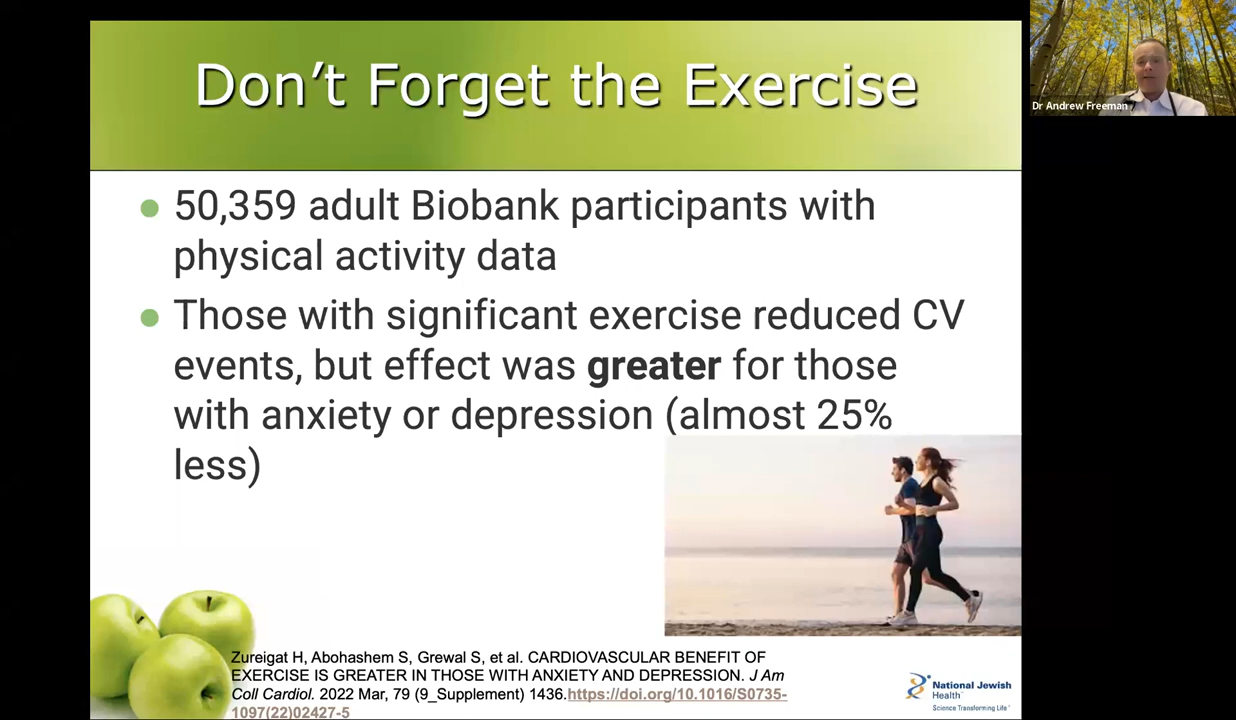 Don't Forget the Exercise
Dr Andrew Freeman
50,359 adult Biobank participants with
physical activity data
Those with significant exercise reduced CV
events, but effect was greater for those
with anxiety or depression (almost 25%
less)
Zureigat H, Abohashem S, Grewal S, et al. CARDIOVASCULAR BENEFIT OF
EXERCISE IS GREATER IN THOSE WITH ANXIETY AND DEPRESSION. J Am
Coll Cardiol. 2022 Mar, 79 (9_Supplement) 1436.https://doi.org/10.1016/S0735-
1097(22)02427-5
National Jewish
Health
Science Transforming Life